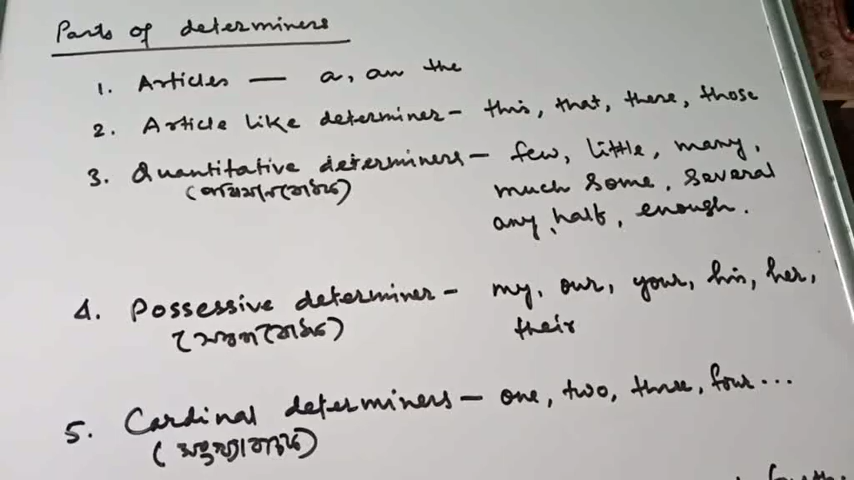 Parts of determiners
1. Articles — a, an the
2. Article like determiner - this, that, there, those
3. Quantitative determiners - few, little, many,
much some, several
any, half, enough.
4. Possessive determiner - my, our, your, his, her,
their
5. Cardinal determiners - one, two, three, four...